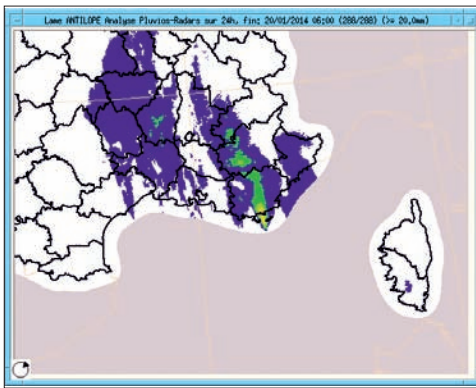 Lame ANTILOPE Analyse Pluvios-Radars sur 24h, fin: 20/01/2014 06:00 (288/288) (>= 20,0mm)